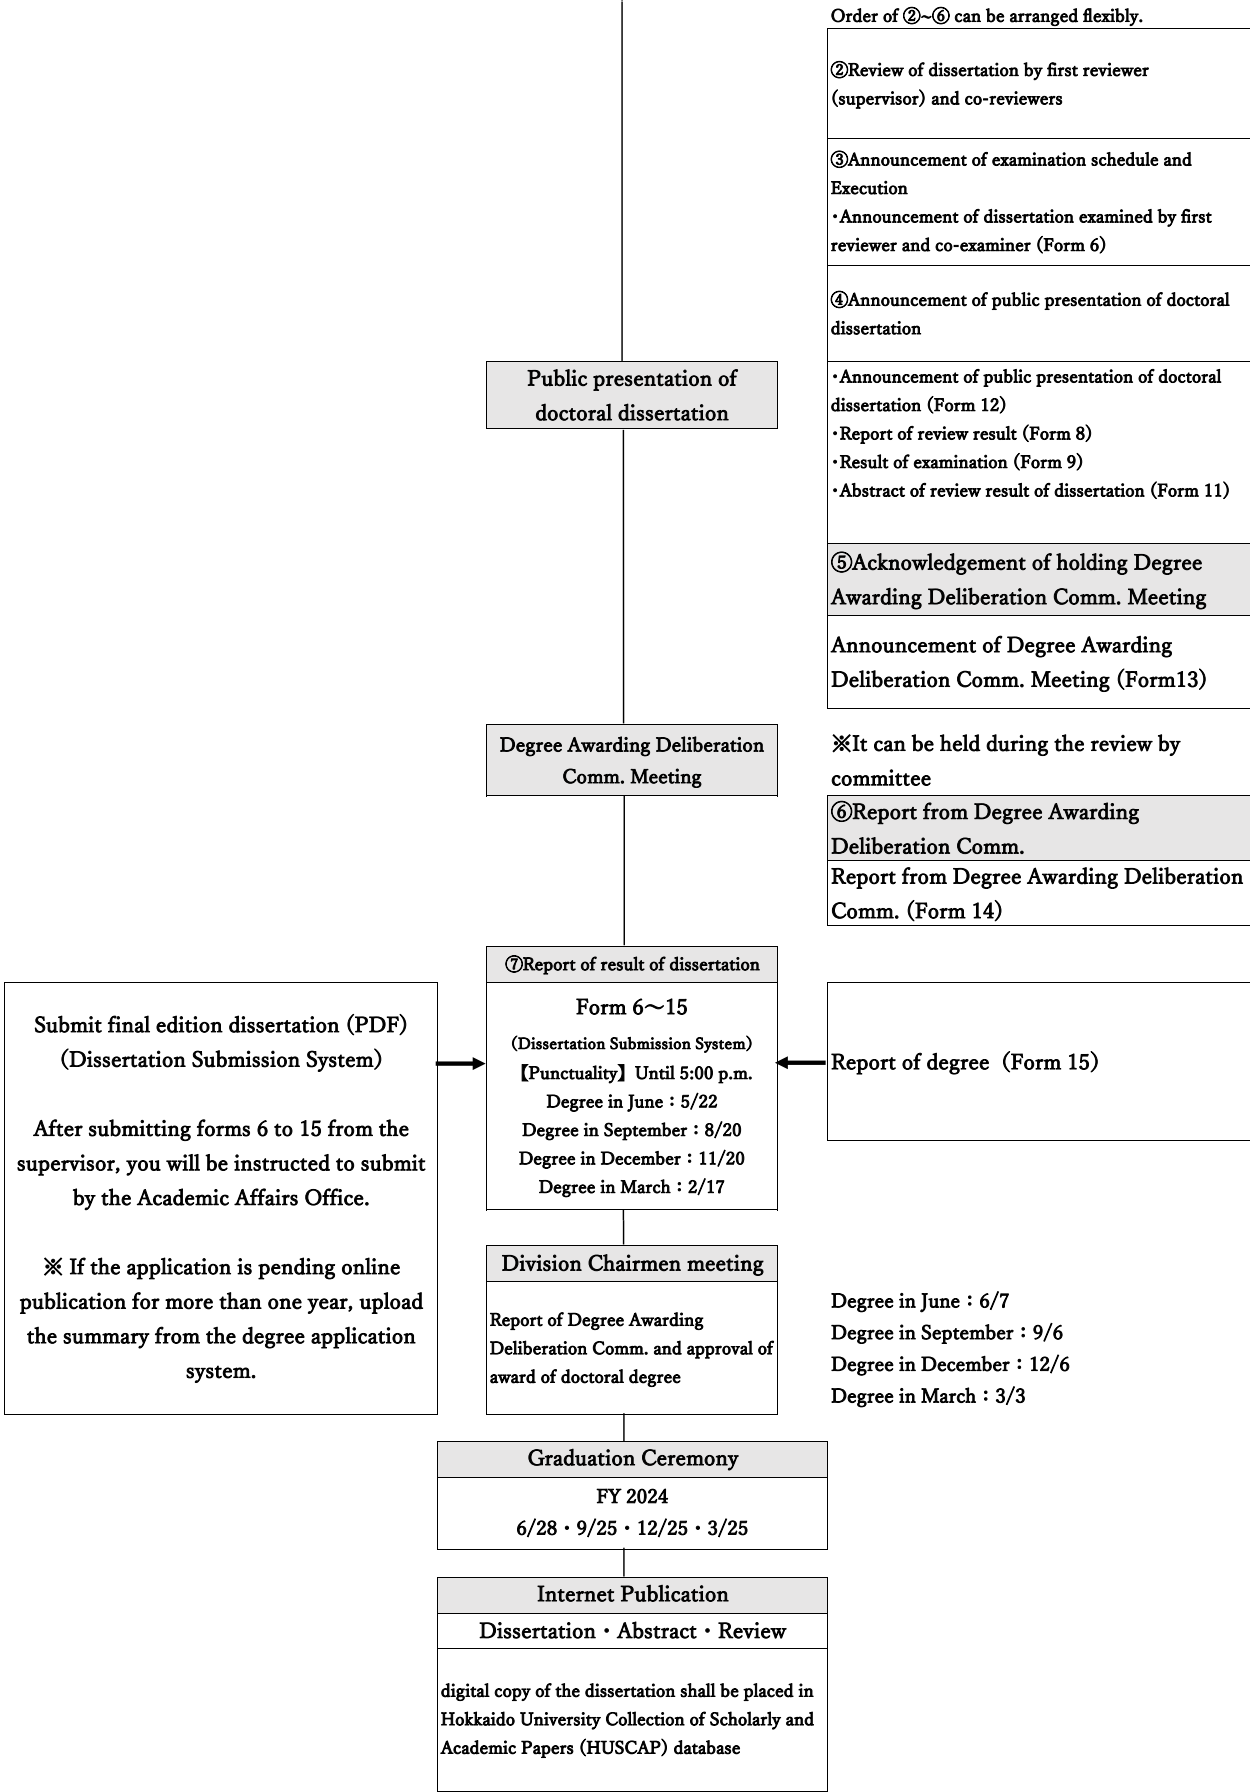 Order of ②~⑥ can be arranged flexibly.
②Review of dissertation by first reviewer
(supervisor) and co-reviewers
③Announcement of examination schedule and
Execution
・Announcement of dissertation examined by first
reviewer and co-examiner (Form 6)
④Announcement of public presentation of doctoral
dissertation
Public presentation of
doctoral dissertation
・Announcement of public presentation of doctoral
dissertation (Form 12)
・Report of review result (Form 8)
・Result of examination (Form 9)
・Abstract of review result of dissertation (Form 11)
⑤Acknowledgement of holding Degree
Awarding Deliberation Comm. Meeting
Announcement of Degree Awarding
Deliberation Comm. Meeting (Form13)
Degree Awarding Deliberation
Comm. Meeting
※It can be held during the review by
committee
⑥Report from Degree Awarding
Deliberation Comm.
Report from Degree Awarding Deliberation
Comm. (Form 14)
⑦Report of result of dissertation
Form 6～15
(Dissertation Submission System)
【Punctuality】Until 5:00 p.m.
Degree in June：5/22
Degree in September：8/20
Degree in December：11/20
Degree in March：2/17
Submit final edition dissertation (PDF)
(Dissertation Submission System)
After submitting forms 6 to 15 from the
supervisor, you will be instructed to submit
by the Academic Affairs Office.
※ If the application is pending online
publication for more than one year, upload
the summary from the degree application
system.
Report of degree（Form 15）
Division Chairmen meeting
Report of Degree Awarding
Deliberation Comm. and approval of
award of doctoral degree
Degree in June：6/7
Degree in September：9/6
Degree in December：12/6
Degree in March：3/3
Graduation Ceremony
FY 2024
6/28・9/25・12/25・3/25
Internet Publication
Dissertation・Abstract・Review
digital copy of the dissertation shall be placed in
Hokkaido University Collection of Scholarly and
Academic Papers (HUSCAP) database